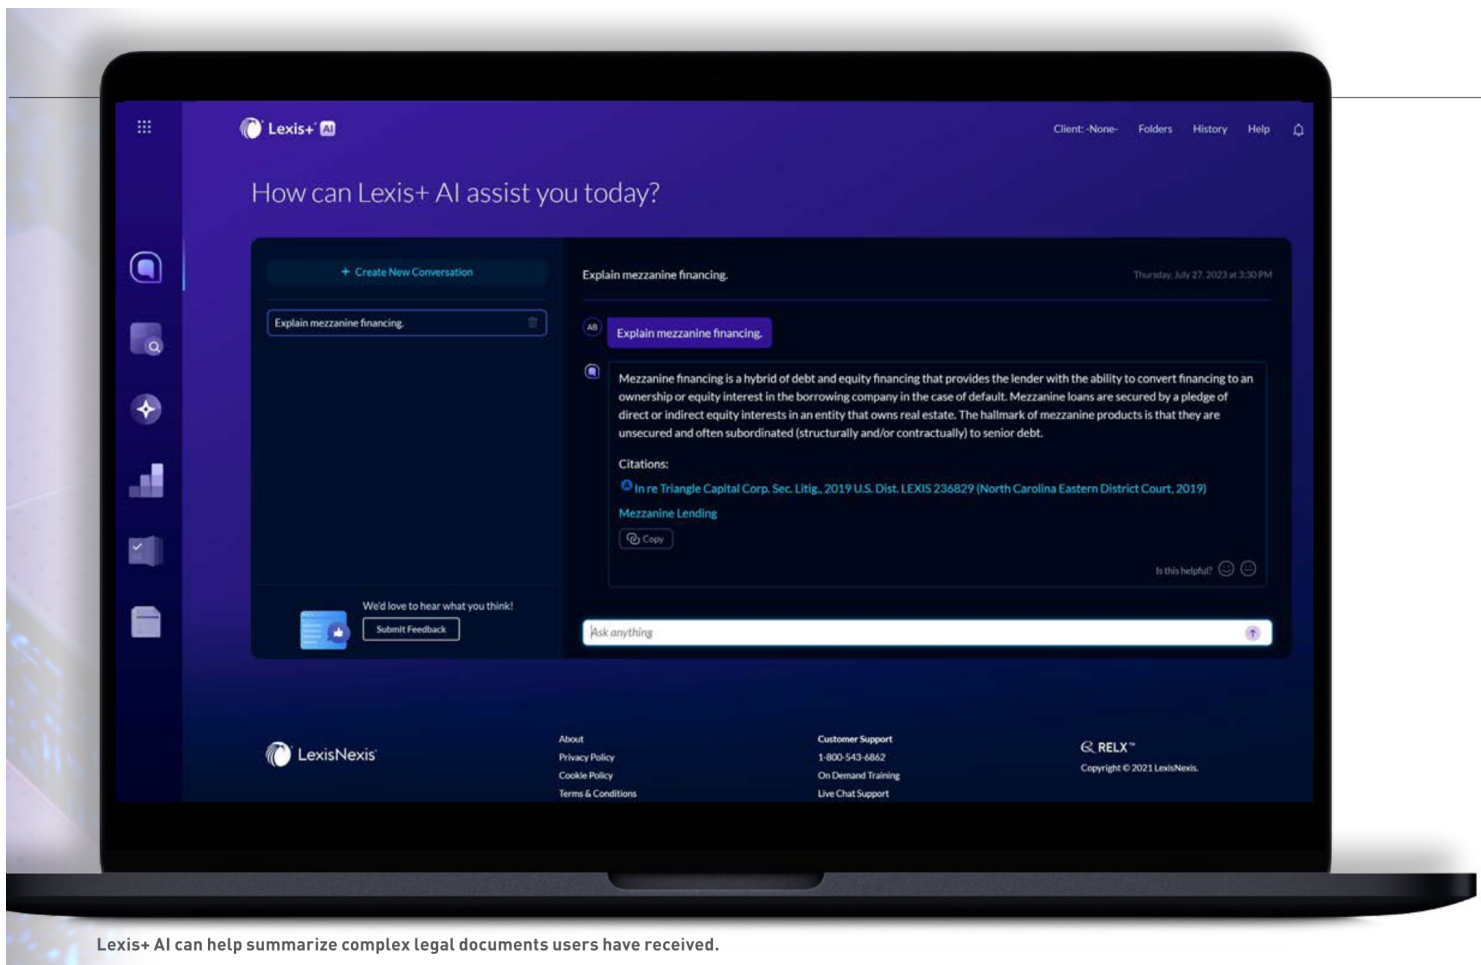 Lexis+ AI
Client: -None- Folders History Help
How can Lexis+ AI assist you today?
+ Create New Conversation
Explain mezzanine financing.
We'd love to hear what you think!
Submit Feedback
Explain mezzanine financing.
Thursday, July 27, 2023 at 3:30 PM
AB
Explain mezzanine financing.
Mezzanine financing is a hybrid of debt and equity financing that provides the lender with the ability to convert financing to an
ownership or equity interest in the borrowing company in the case of default. Mezzanine loans are secured by a pledge of
direct or indirect equity interests in an entity that owns real estate. The hallmark of mezzanine products is that they are
unsecured and often subordinated (structurally and/or contractually) to senior debt.
Citations:
In re Triangle Capital Corp. Sec. Litig., 2019 U.S. Dist. LEXIS 236829 (North Carolina Eastern District Court, 2019)
Mezzanine Lending
Copy
Is this helpful?
Ask anything
LexisNexis
About
Privacy Policy
Cookie Policy
Terms & Conditions
Customer Support
1-800-543-6862
On Demand Training
Live Chat Support
RELX™
Copyright © 2021 LexisNexis.
Lexis+ AI can help summarize complex legal documents users have received.